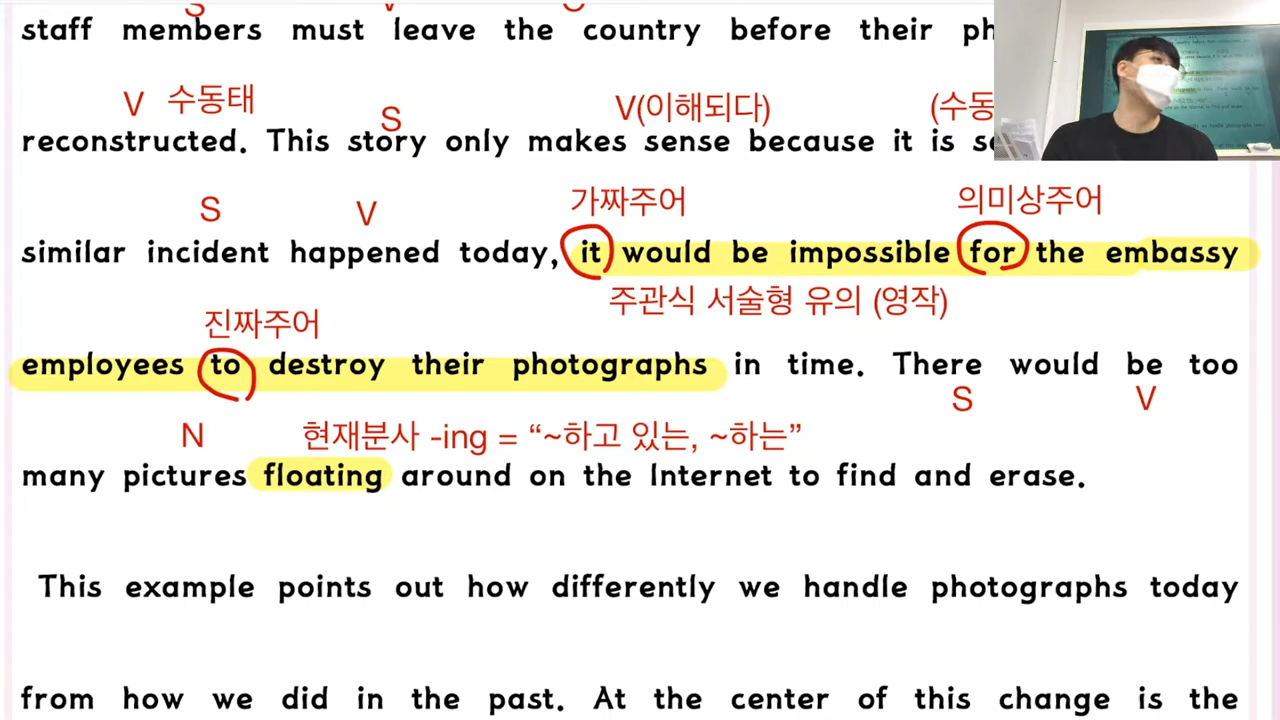 S V O
staff members must leave the country before their
V 수동태 S V(이해되다)
reconstructed. This story only makes sense because it is
S V 가짜주어 의미상주어
similar incident happened today, it would be impossible for the embassy
진짜주어 주관식 서술형 유의 (영작)
employees to destroy their photographs in time. There would be too
S V
N 현재분사 -ing = “~하고 있는, ~하는”
many pictures floating around on the Internet to find and erase.
This example points out how differently we handle photographs today
from how we did in the past. At the center of this change is the